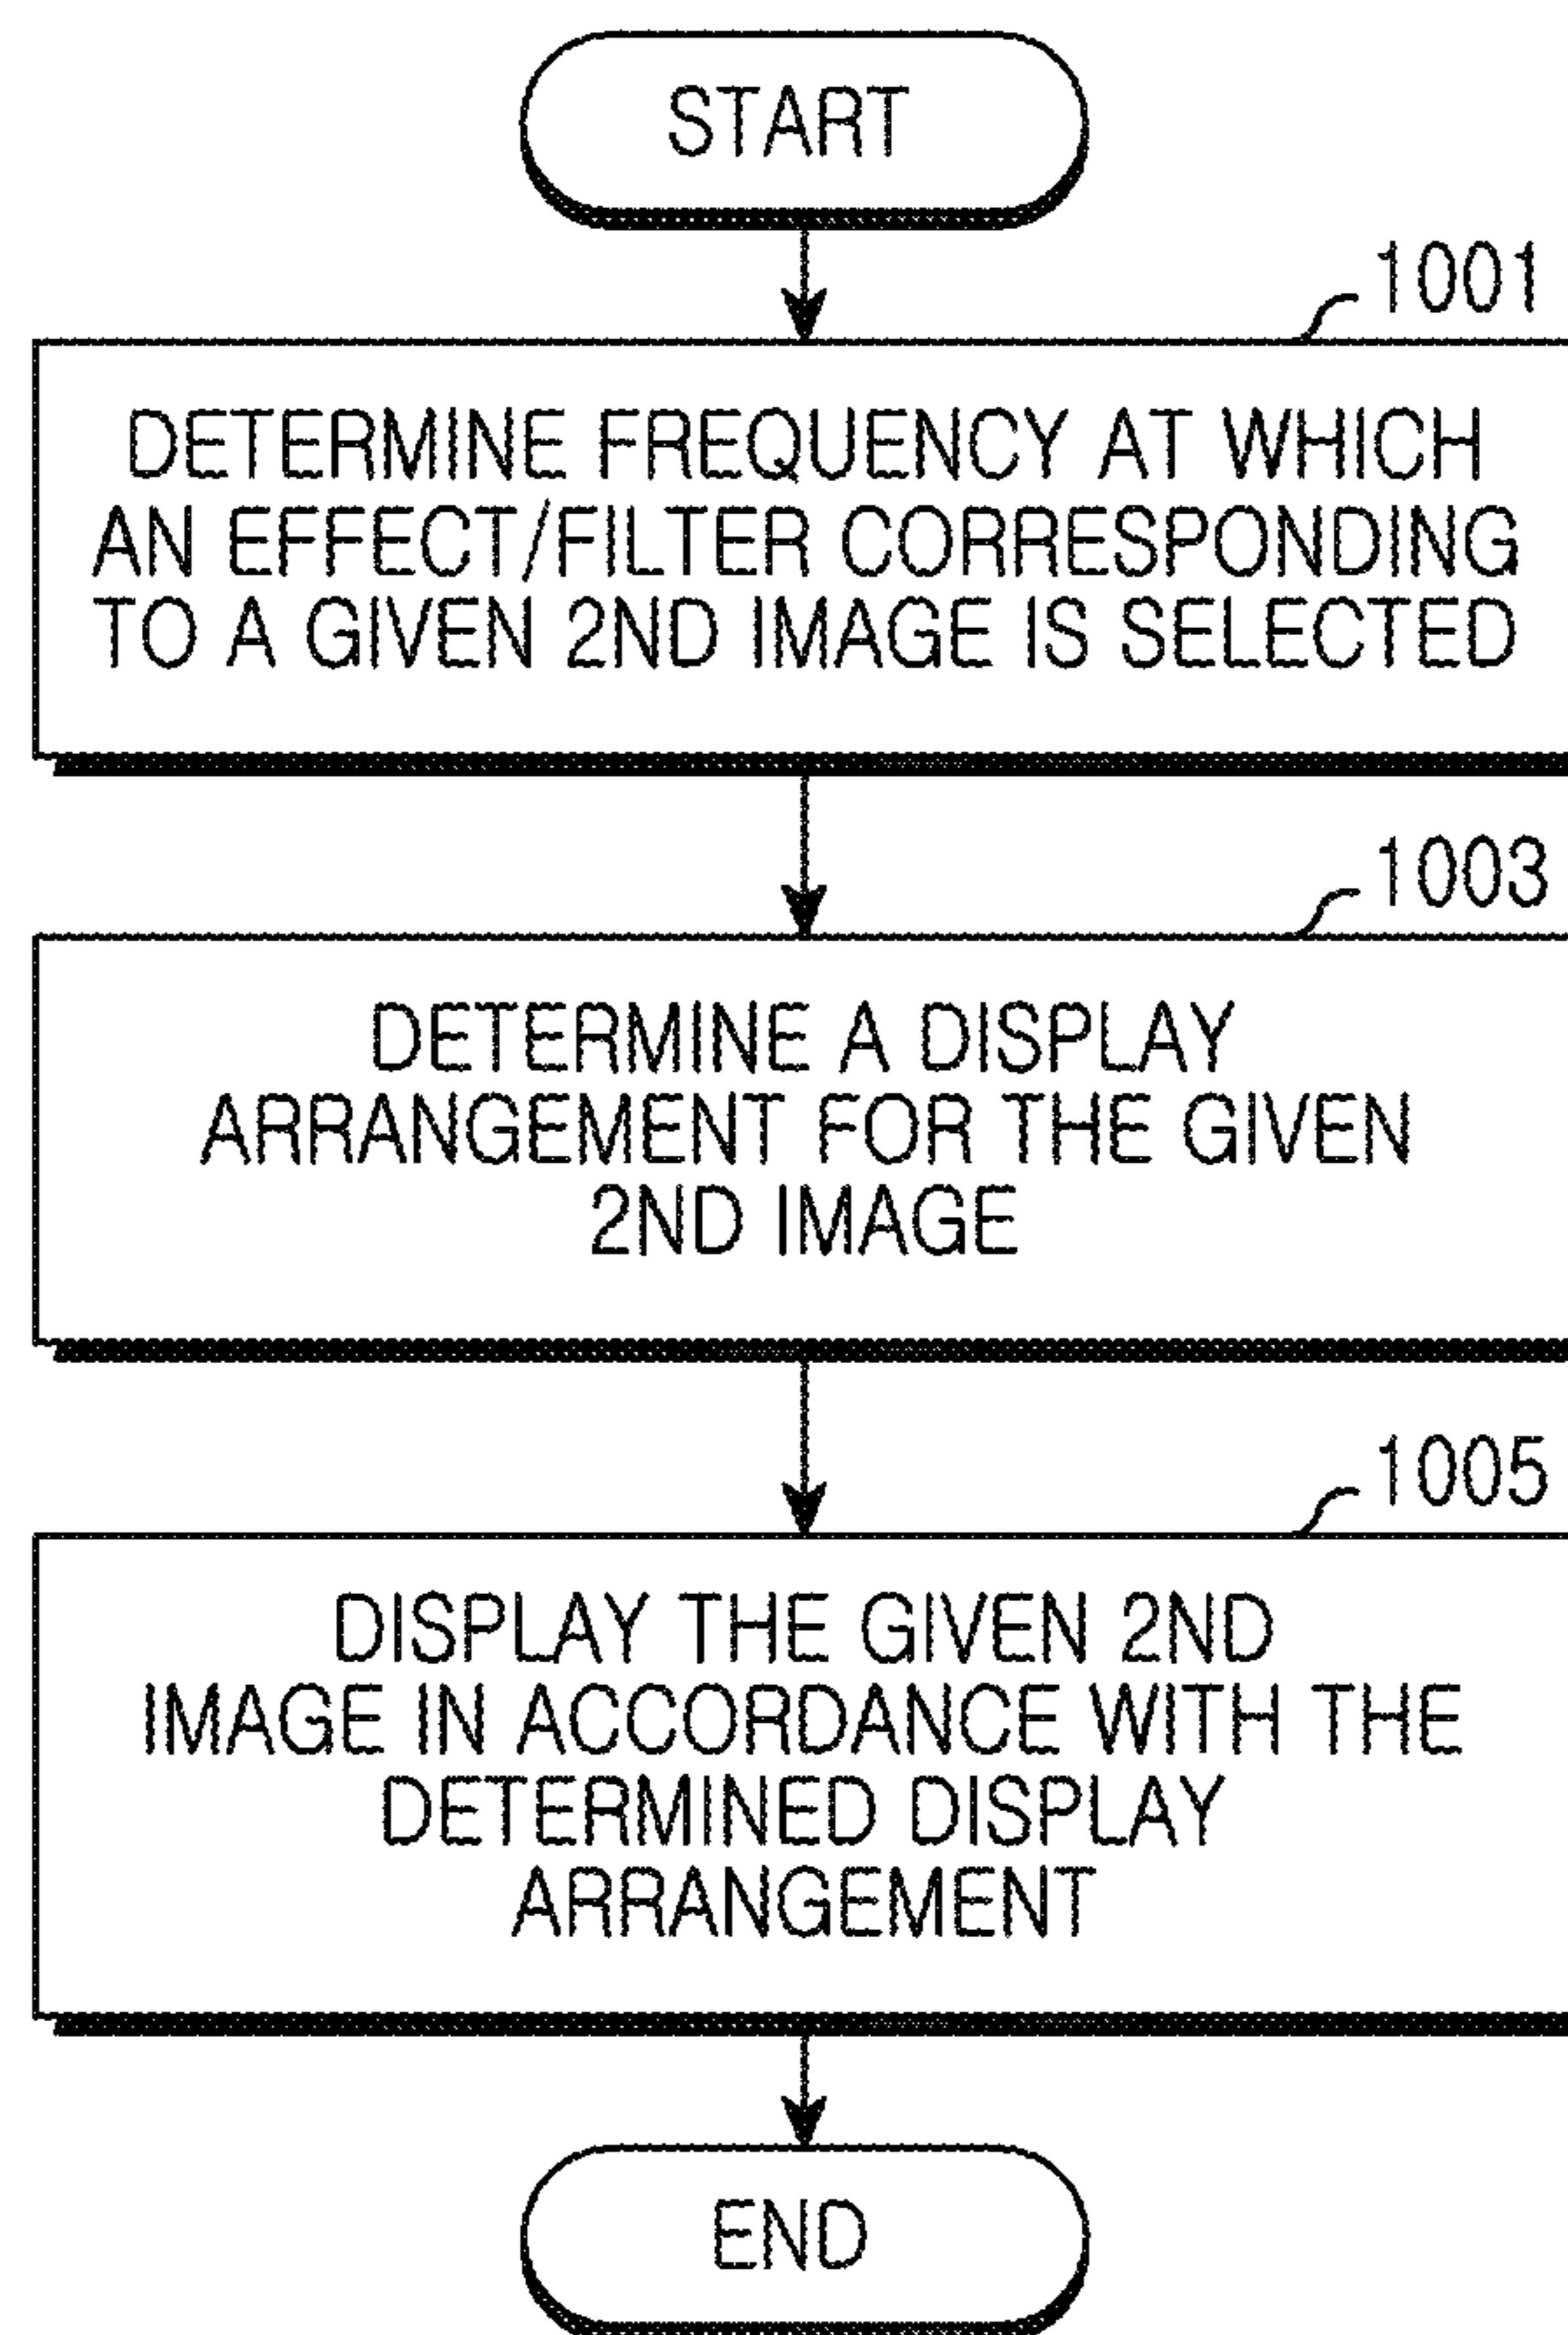 START
1001
DETERMINE FREQUENCY AT WHICH
AN EFFECT/FILTER CORRESPONDING
TO A GIVEN 2ND IMAGE IS SELECTED
1003
DETERMINE A DISPLAY
ARRANGEMENT FOR THE GIVEN
2ND IMAGE
1005
DISPLAY THE GIVEN 2ND
IMAGE IN ACCORDANCE WITH THE
DETERMINED DISPLAY
ARRANGEMENT
END